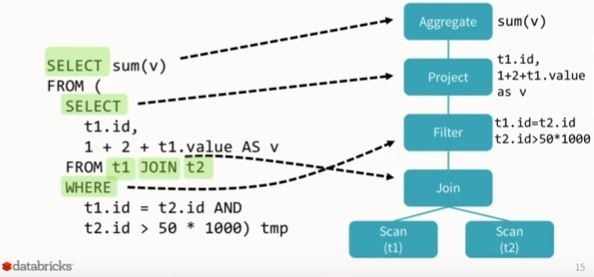 SELECT sum(v)
FROM (
SELECT
t1.id,
1 + 2 + t1.value AS v
FROM t1 JOIN t2
WHERE
t1.id = t2.id AND
t2.id > 50 * 1000) tmp
Aggregate
sum(v)
Project
t1.id,
1+2+t1.value
as v
Filter
t1.id=t2.id
t2.id>50*1000
Join
Scan
(t1)
Scan
(t2)
databricks
15